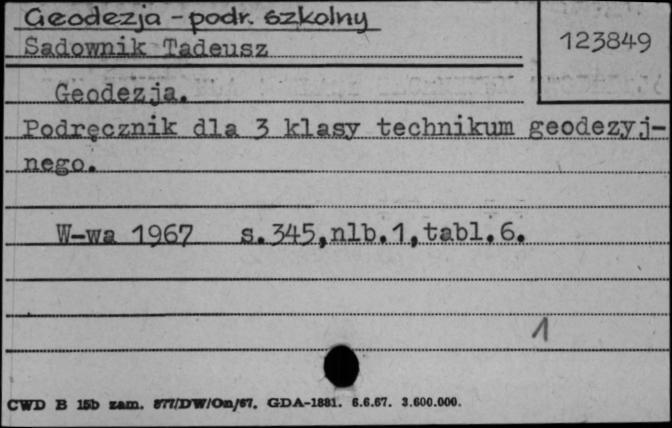 Geodezja - podr. szkolny
123849
Sadownik Tadeusz
Geodezja.
Podręcznik dla 3 klasy technikum geodezyj-
nego.
W-wa 1967 s.345,nlb.1,tabl.6.
1
CWD B 15b zam. 877/DW/Om/67. GDA-1881. 6.6.67. 3.600.000.